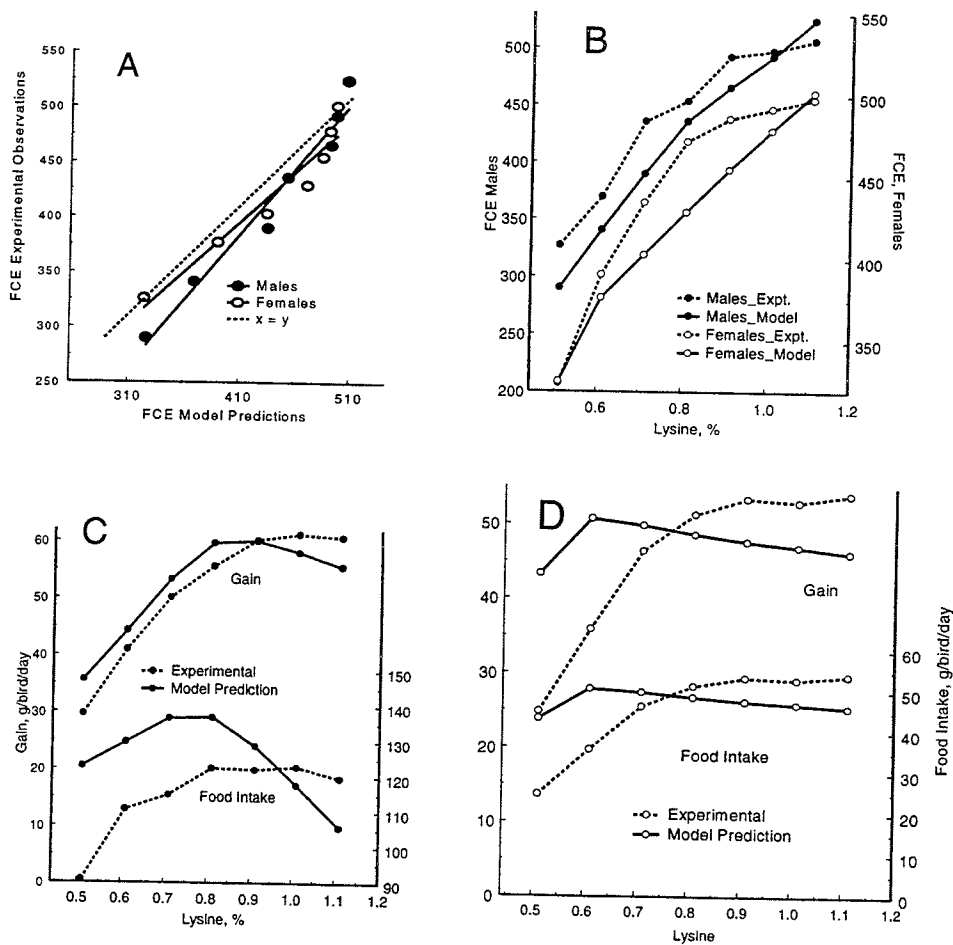 A
FCE Experimental Observations
550
500
450
400
350
300
250
Males
Females
x = y
310
410
510
FCE Model Predictions
B
FCE Males
500
450
400
350
300
250
200
550
500
450
400
350
FCE, Females
Males_Expt.
Males_Model
Females_Expt.
Females_Model
0.6
0.8
1.0
1.2
Lysine, %
C
Gain, g/bird/day
60
50
40
30
20
10
0
Gain
Experimental
Model Prediction
Food Intake
150
140
130
120
110
100
90
0.5
0.6
0.7
0.8
0.9
1.0
1.1
1.2
Lysine, %
D
50
40
30
20
10
0
Gain
Food Intake
Experimental
Model Prediction
60
50
40
30
20
10
0
Food Intake, g/bird/day
0.5
0.6
0.7
0.8
0.9
1.0
1.1
1.2
Lysine